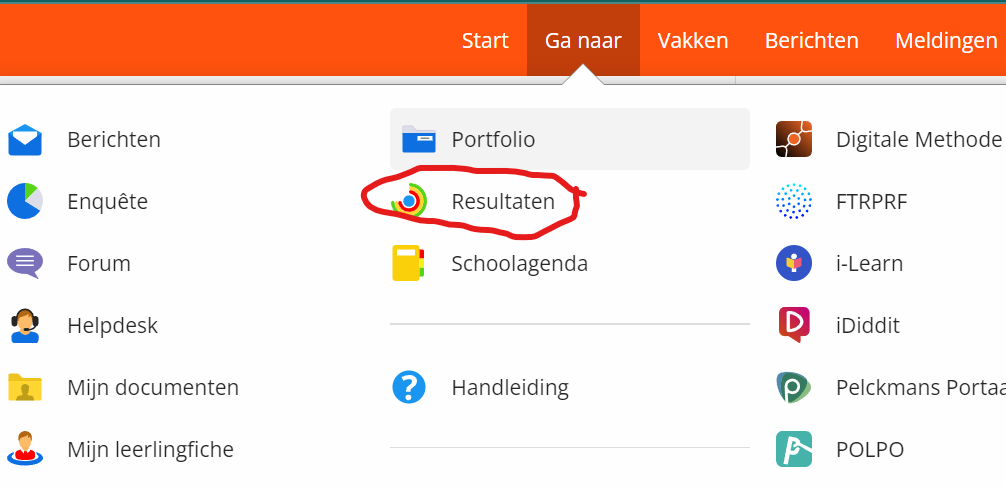 Start Ga naar Vakken Berichten Meldingen
Berichten
Enquête
Forum
Helpdesk
Mijn documenten
Mijn leerlingfiche
Portfolio
Resultaten
Schoolagenda
Handleiding
Digitale Methode
FTRPRF
i-Learn
iDiddit
Pelckmans Portaa
POLPO